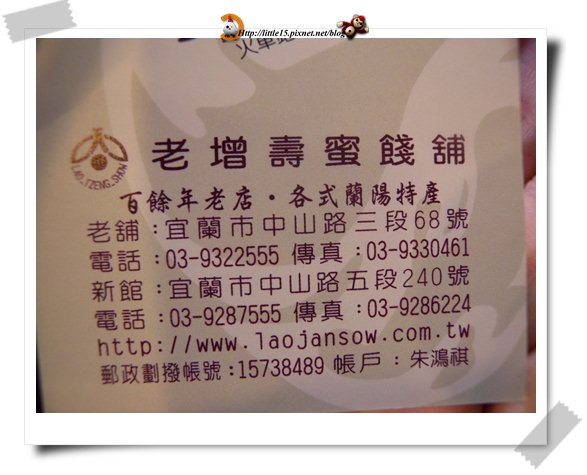 Http://little15.pixnet.net/blog
火車
LAO_TZENG_SHOW
老增壽蜜餞舖
百餘年老店・各式蘭陽特產
老舖：宜蘭市中山路三段68號
電話：03-9322555 傳真：03-9330461
新館：宜蘭市中山路五段240號
電話：03-9287555 傳真：03-9286224
http://www.laojansow.com.tw
郵政劃撥帳號：15738489 帳戶：朱鴻祺